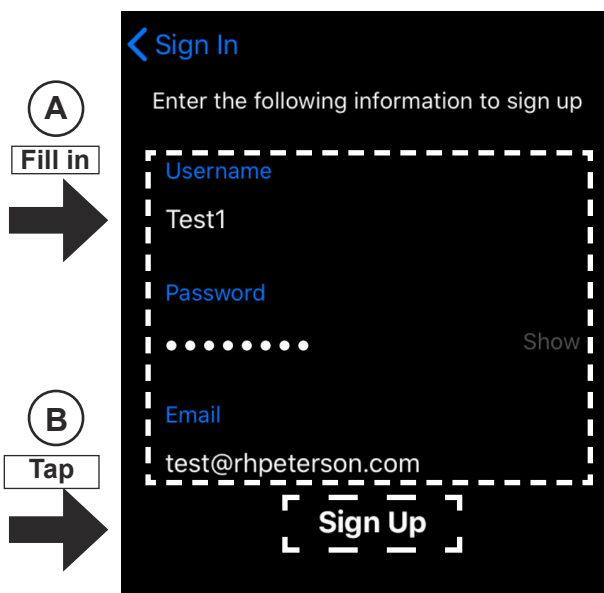 Sign In
Enter the following information to sign up
A
Fill in
Username
Test1
Password
●●●●●●●●
Show
B
Tap
Email
test@rhpeterson.com
Sign Up